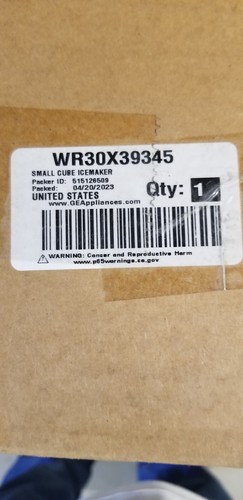 WR30X39345
SMALL CUBE ICEMAKER
Packer ID: 515126509
Packed: 04/20/2023
Qty: 1
UNITED STATES
www.GEAppliances.com
WARNING: Cancer and Reproductive Harm
www.p65warnings.ca.gov